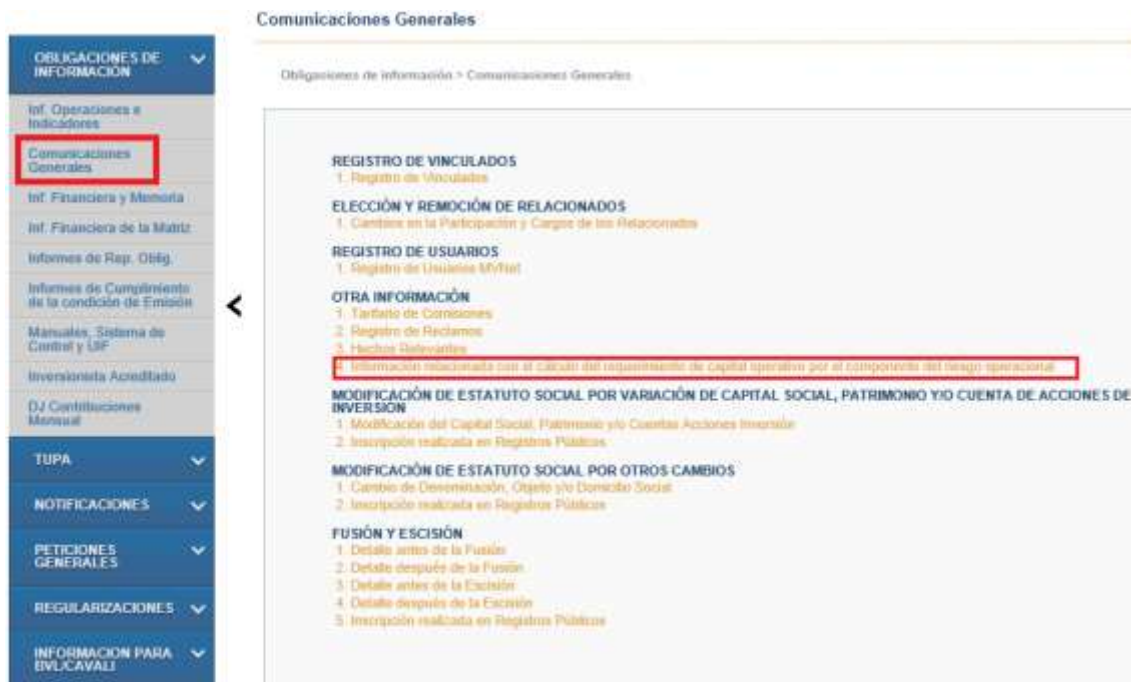 Comunicaciones Generales
OBLIGACIONES DE
INFORMACIÓN
Obligaciones de información > Comunicaciones Generales
Inf. Operaciones e
Indicadores
Comunicaciones
Generales
Inf. Financiera y Memoria
Inf. Financiera de la Matriz
Informes de Rep. Oblig.
Informes de Cumplimiento
de la condición de Emisión
Manuales, Sistema de
Control y UIF
Inversionista Acreditado
DJ Contribuciones
Mensual
TUPA
NOTIFICACIONES
PETICIONES
GENERALES
REGULARIZACIONES
INFORMACION PARA
BVL/CAVALI
REGISTRO DE VINCULADOS
1. Registro de Vinculados
ELECCIÓN Y REMOCIÓN DE RELACIONADOS
1. Cambios en la Participación y Cargos de los Relacionados
REGISTRO DE USUARIOS
1. Registro de Usuarios MVNet
OTRA INFORMACIÓN
1. Tarifario de Comisiones
2. Registro de Reclamos
3. Hechos Relevantes
4. Información relacionada con el cálculo del requerimiento de capital operativo por el componente del riesgo operacional
MODIFICACIÓN DE ESTATUTO SOCIAL POR VARIACIÓN DE CAPITAL SOCIAL, PATRIMONIO Y/O CUENTA DE ACCIONES DE
INVERSIÓN
1. Modificación del Capital Social, Patrimonio y/o Cuentas Acciones Inversión
2. Inscripción realizada en Registros Públicos
MODIFICACIÓN DE ESTATUTO SOCIAL POR OTROS CAMBIOS
1. Cambio de Denominación, Objeto y/o Domicilio Social
2. Inscripción realizada en Registros Públicos
FUSIÓN Y ESCISIÓN
1. Detalle antes de la Fusión
2. Detalle después de la Fusión
3. Detalle antes de la Escisión
4. Detalle después de la Escisión
5. Inscripción realizada en Registros Públicos